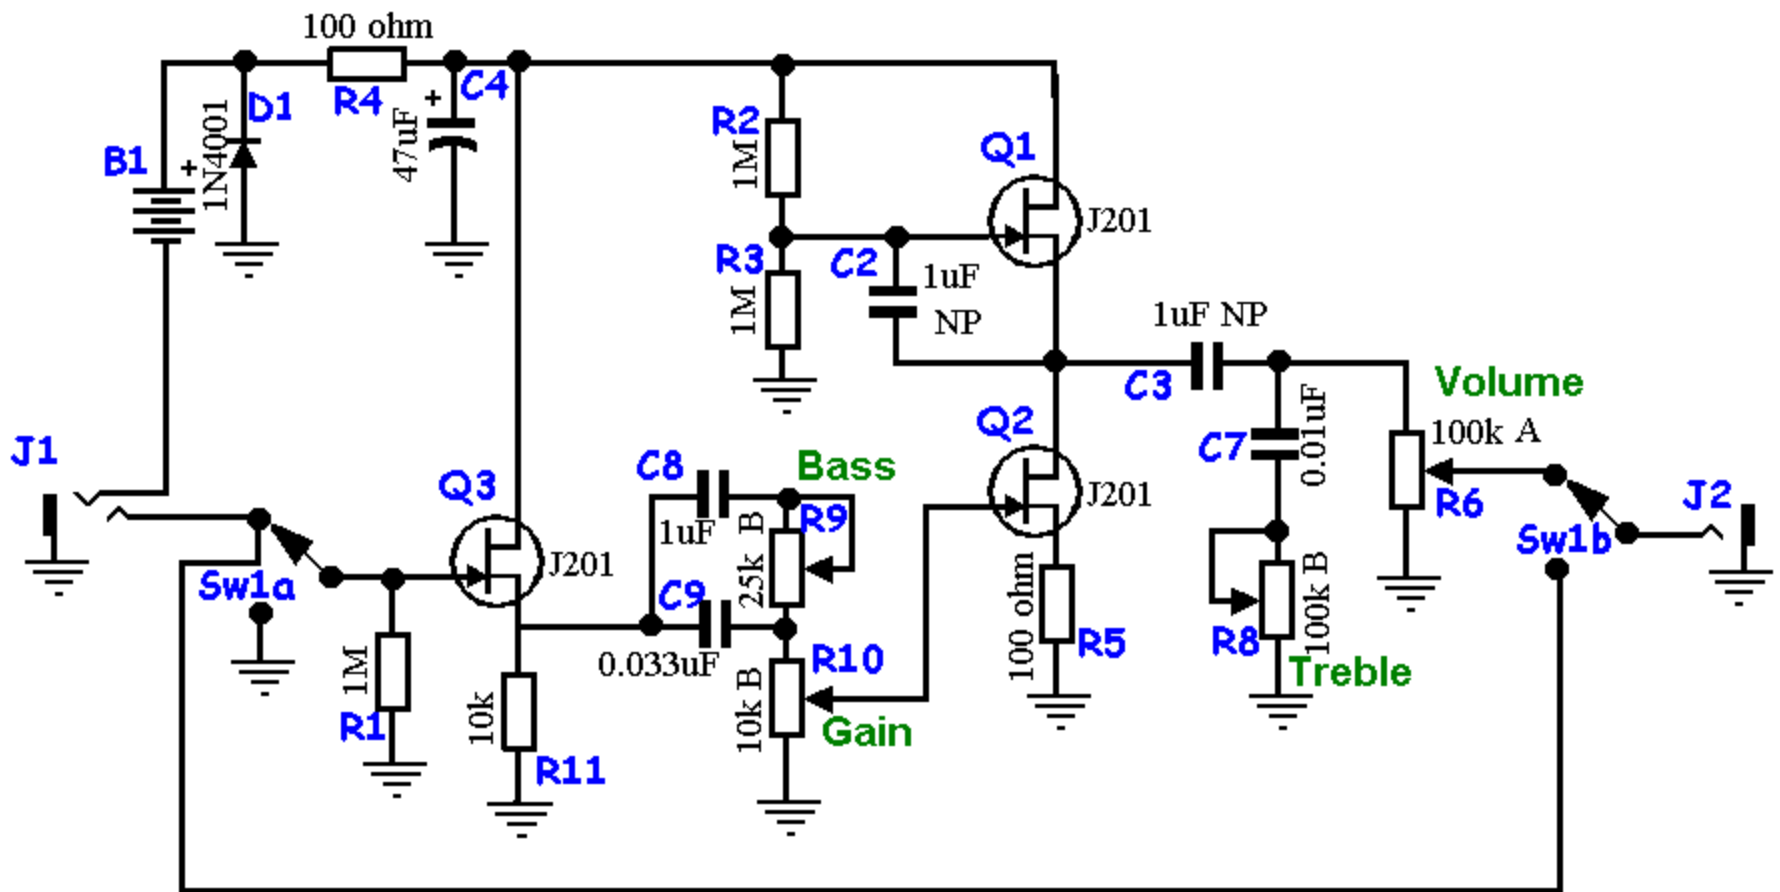 100 ohm
R4
C4
+
47uF
D1
1N4001
B1
+
R2
1M
Q1
J201
R3
1M
C2
1uF
NP
1uF NP
C3
Volume
100k A
R6
C7
0.01uF
J1
Q3
J201
C8
1uF
Bass
R9
25k B
Q2
J201
Sw1a
C9
0.033uF
R10
10k B
Gain
100 ohm
R5
R8
100k B
Treble
Sw1b
J2
1M
R1
10k
R11